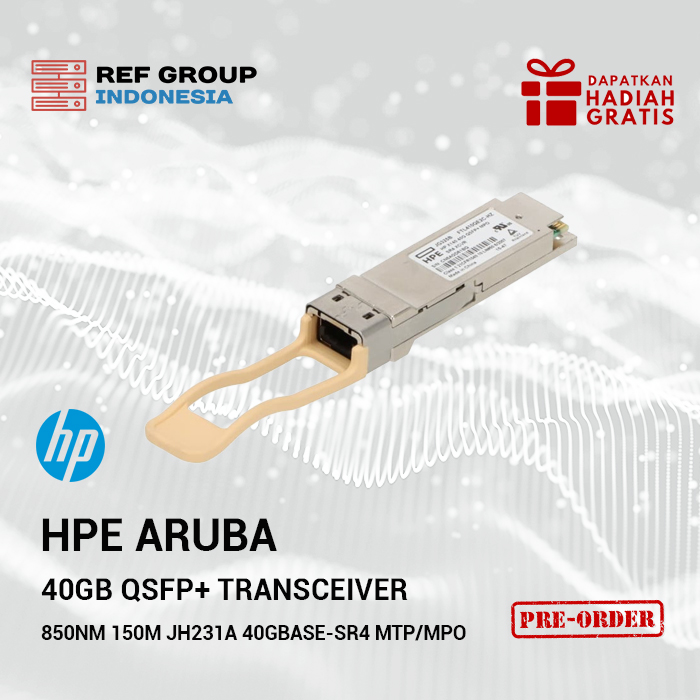 REF GROUP
INDONESIA
DAPATKAN
HADIAH
GRATIS
HPE
hp
HPE ARUBA
40GB QSFP+ TRANSCEIVER
850NM 150M JH231A 40GBASE-SR4 MTP/MPO
PRE-ORDER